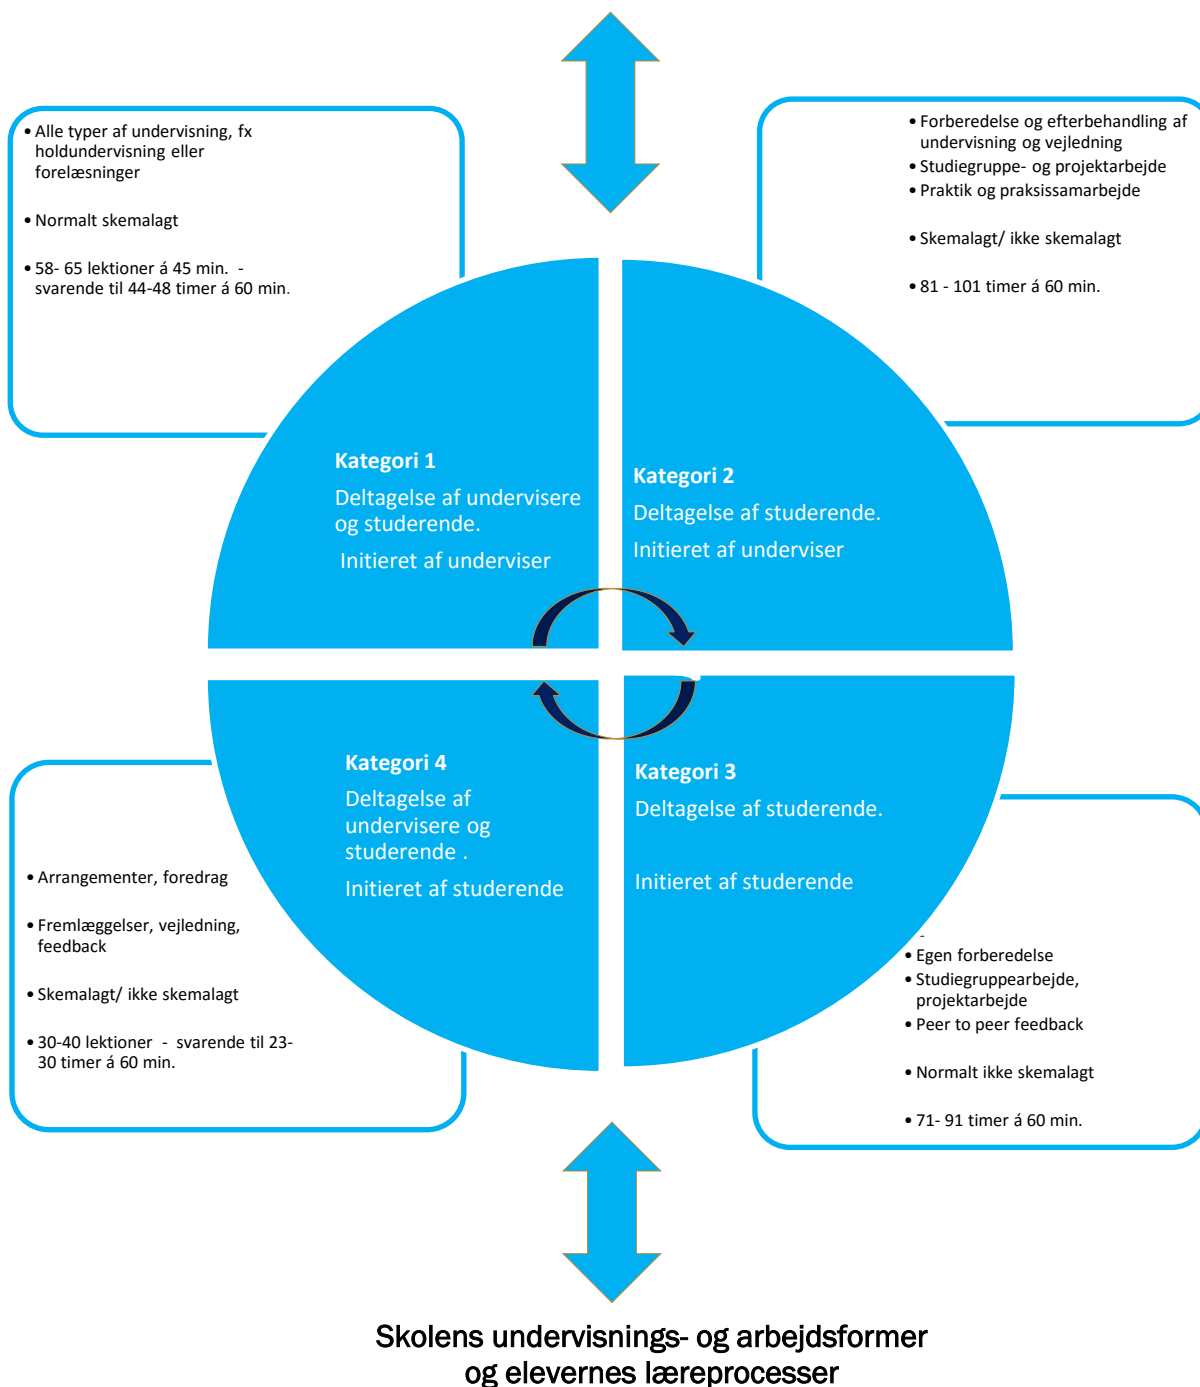 • Alle typer af undervisning, fx
holdundervisning eller
forelæsninger
• Normalt skemalagt
• 58- 65 lektioner á 45 min. -
svarende til 44-48 timer á 60 min.
• Forberedelse og efterbehandling af
undervisning og vejledning
• Studiegruppe- og projektarbejde
• Praktik og praksissamarbejde
• Skemalagt/ ikke skemalagt
• 81 - 101 timer á 60 min.
Kategori 1
Deltagelse af undervisere
og studerende.
Initieret af underviser
Kategori 2
Deltagelse af studerende.
Initieret af underviser
Kategori 4
Deltagelse af
undervisere og
studerende .
Initieret af studerende
Kategori 3
Deltagelse af studerende.
Initieret af studerende
• Arrangementer, foredrag
• Fremlæggelser, vejledning,
feedback
• Skemalagt/ ikke skemalagt
• 30-40 lektioner - svarende til 23-
30 timer á 60 min.
• Egen forberedelse
• Studiegruppearbejde,
projektarbejde
• Peer to peer feedback
• Normalt ikke skemalagt
• 71- 91 timer á 60 min.
Skolens undervisnings- og arbejdsformer
og elevernes læreprocesser